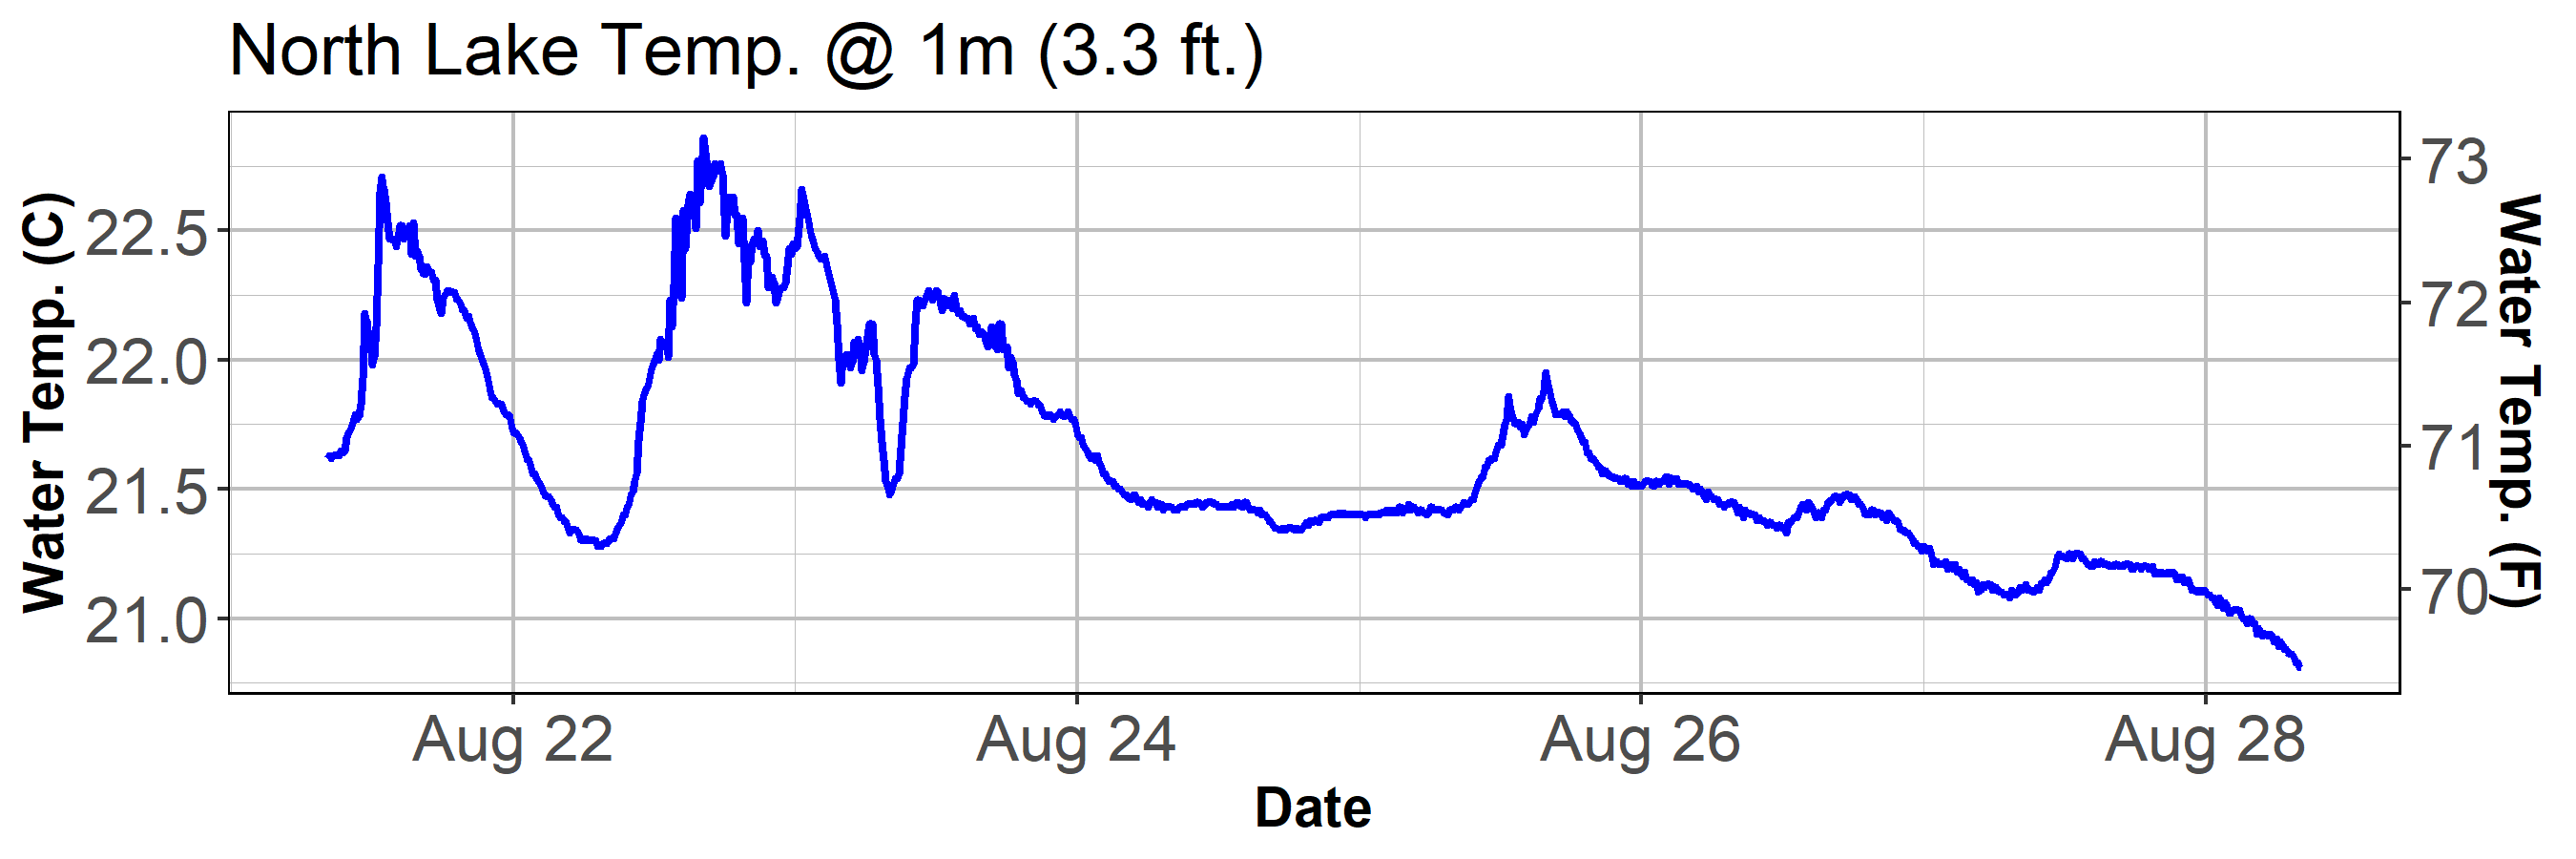 North Lake Temp. @ 1m (3.3 ft.)
Water Temp. (C)
22.5
22.0
21.5
21.0
73
72
71
70
Water Temp. (F)
Aug 22 Aug 24 Aug 26 Aug 28
Date